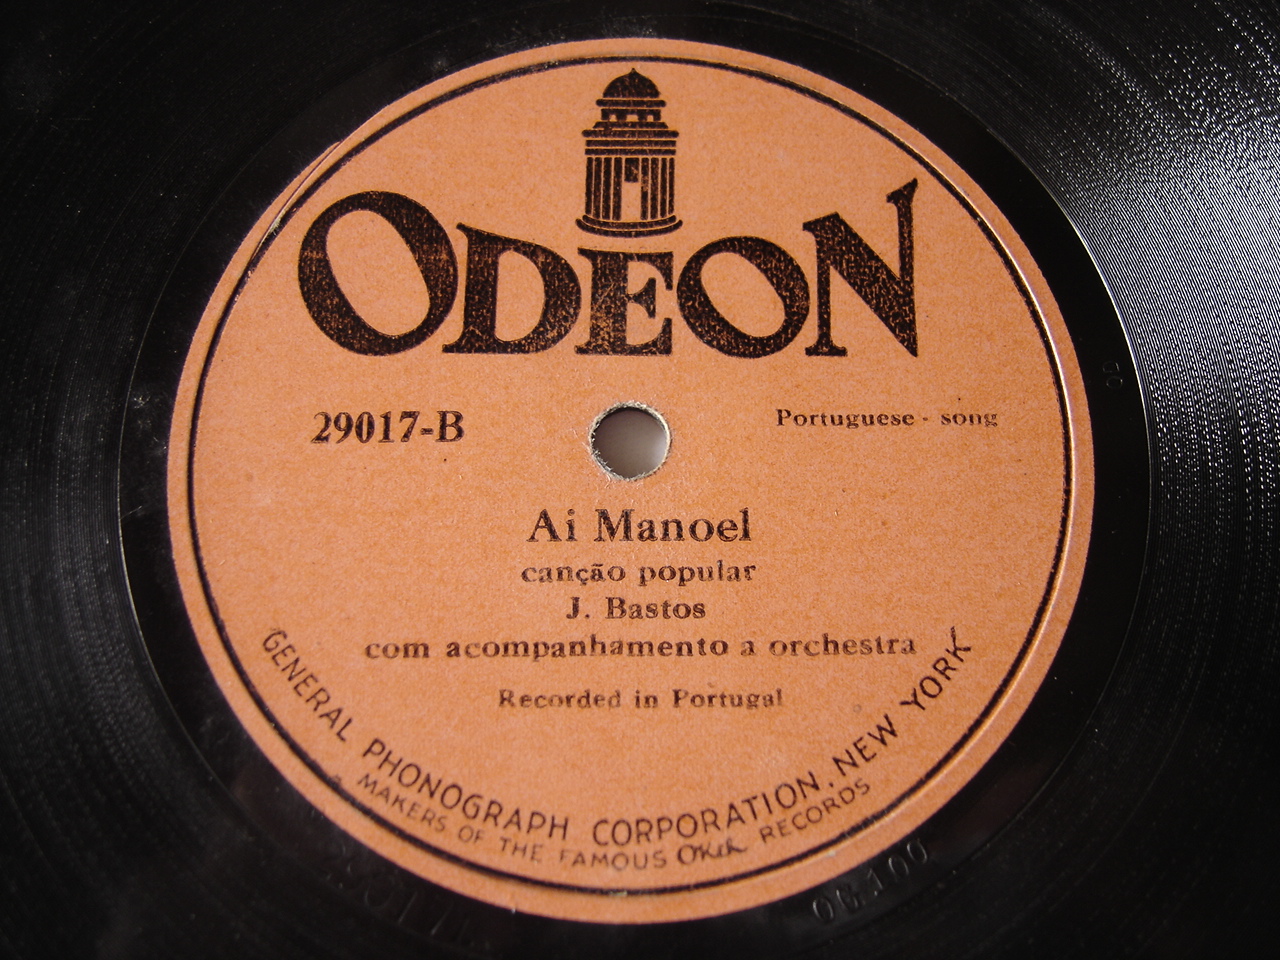 ODEON
29017-B
Portuguese - song
Ai Manoel
canção popular
J. Bastos
com acompanhamento a orchestra
Recorded in Portugal
GENERAL PHONOGRAPH CORPORATION. NEW YORK
MAKERS OF THE FAMOUS OKeh RECORDS